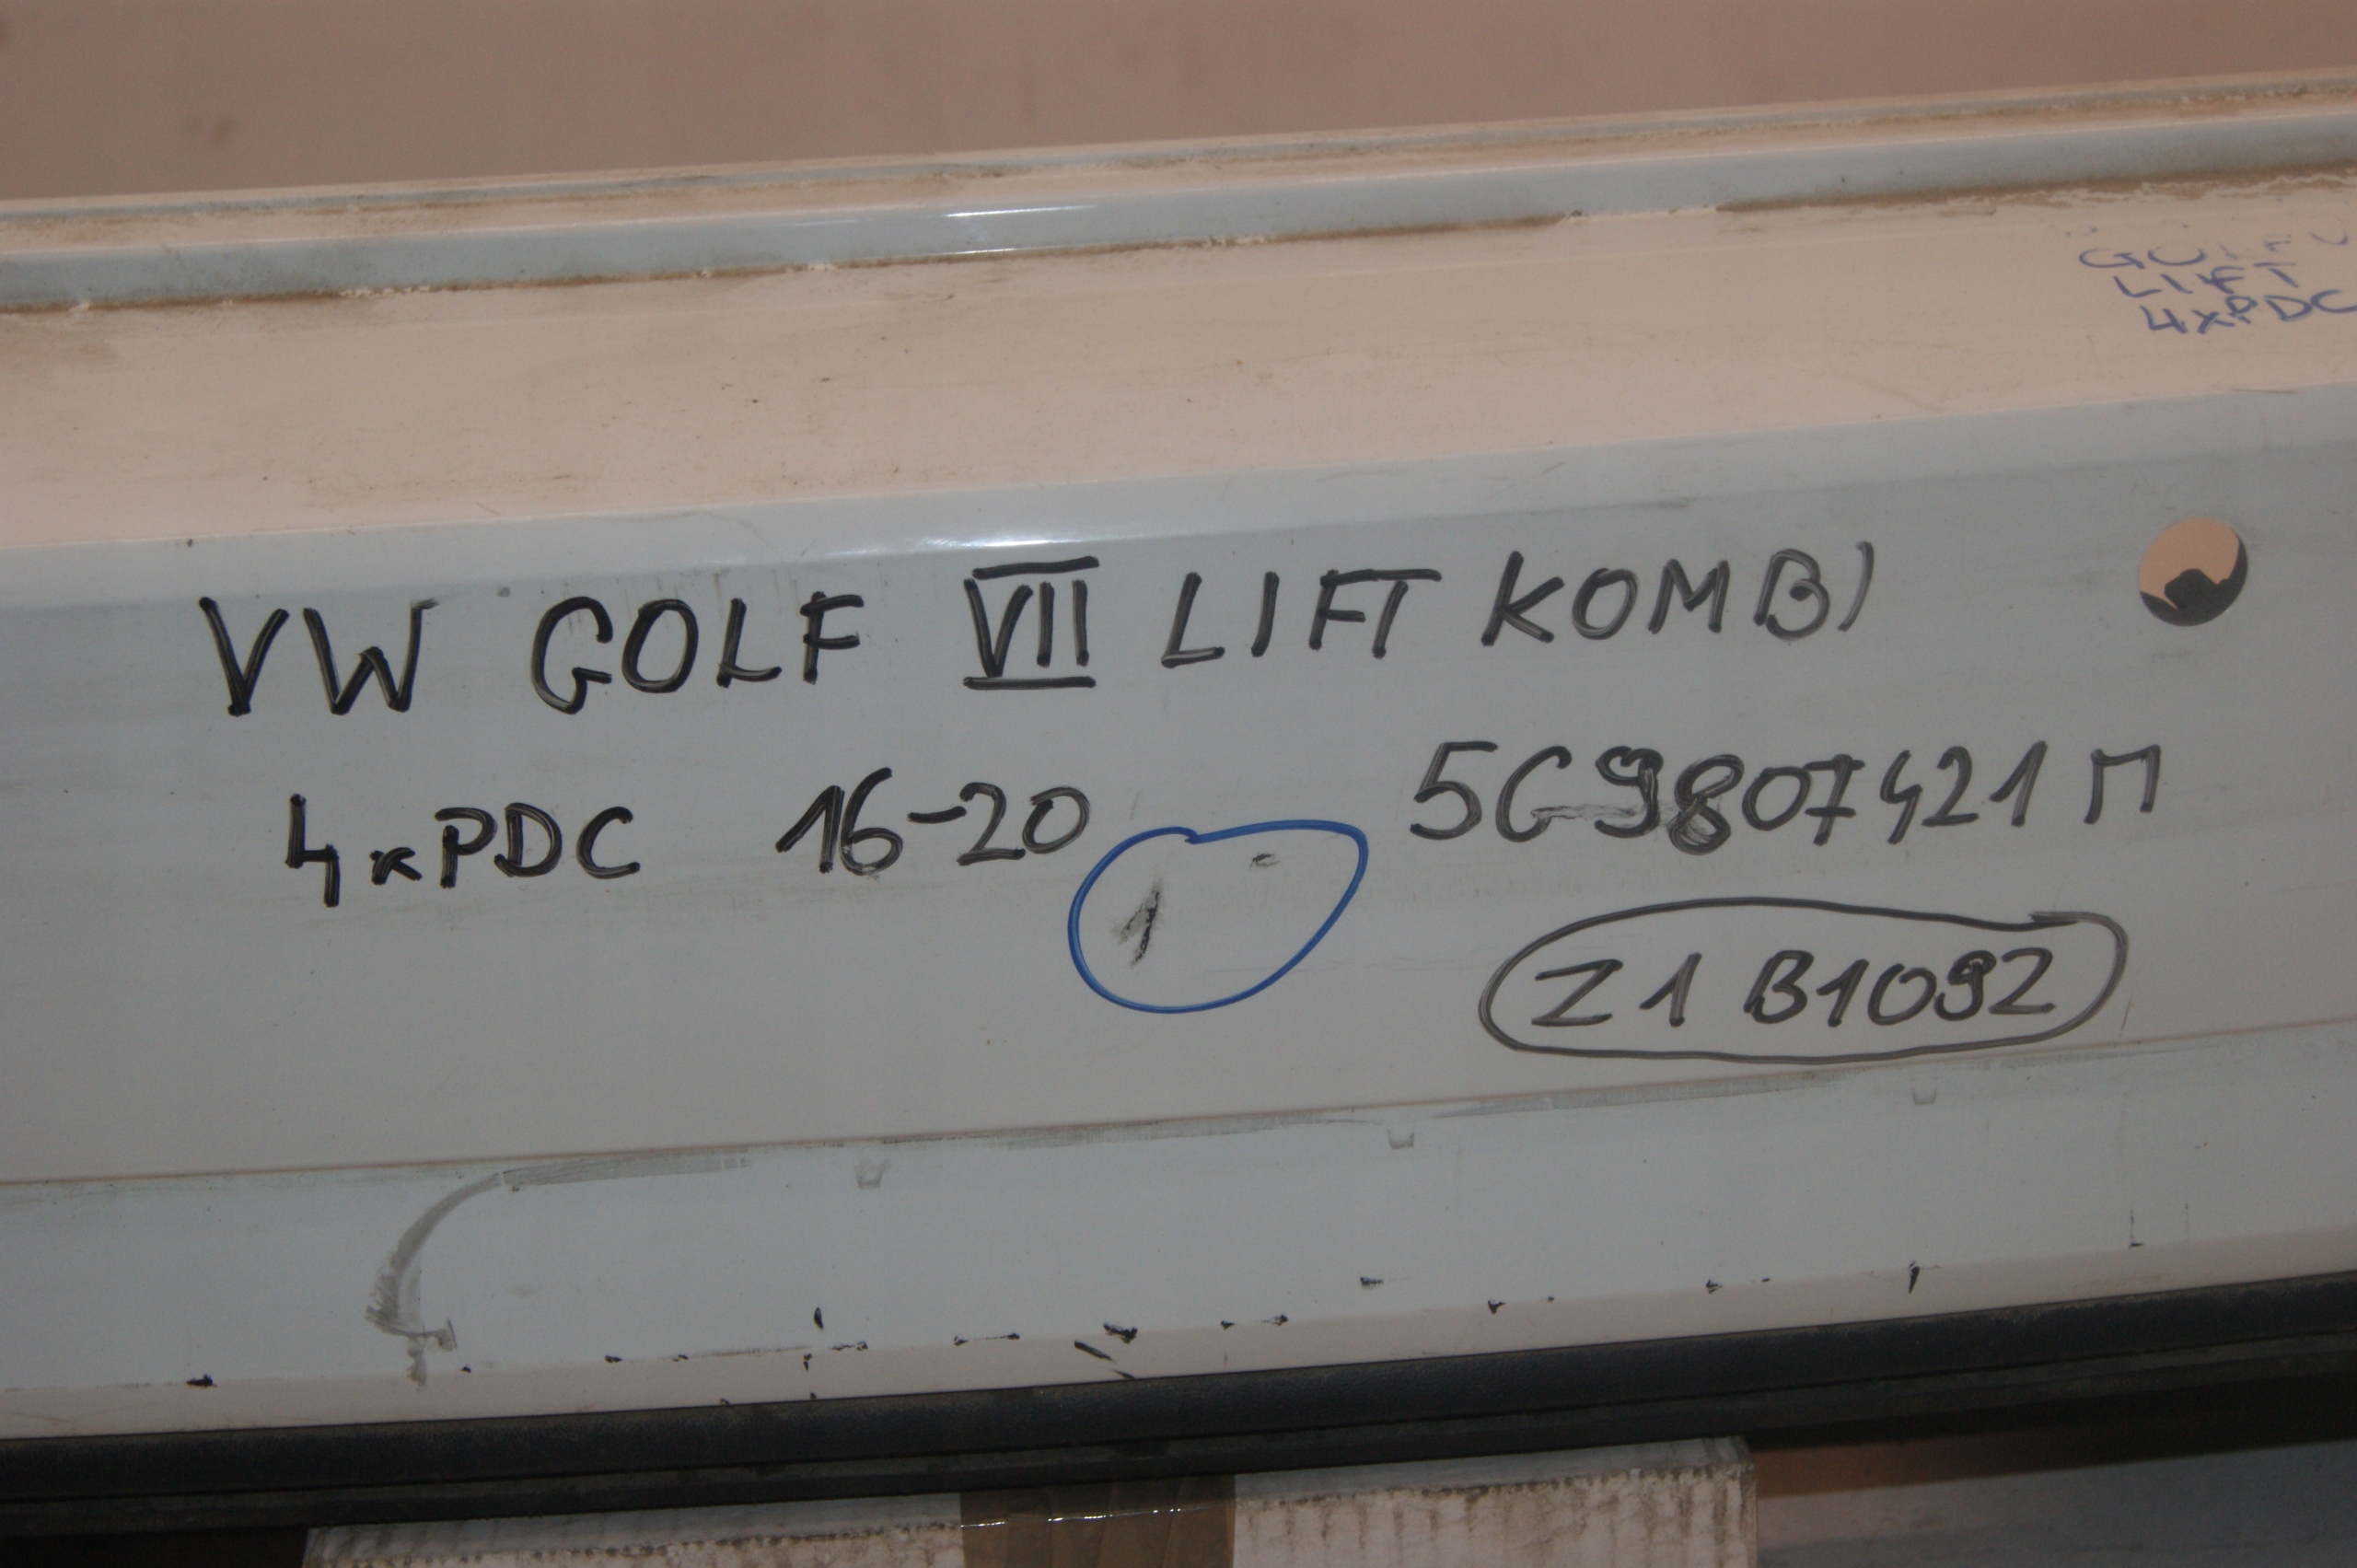 GOLF V
LIFT
4xPDC
VW GOLF VII LIFT KOMBI
4xPDC 16-20 5G9807421M
Z1 B1092